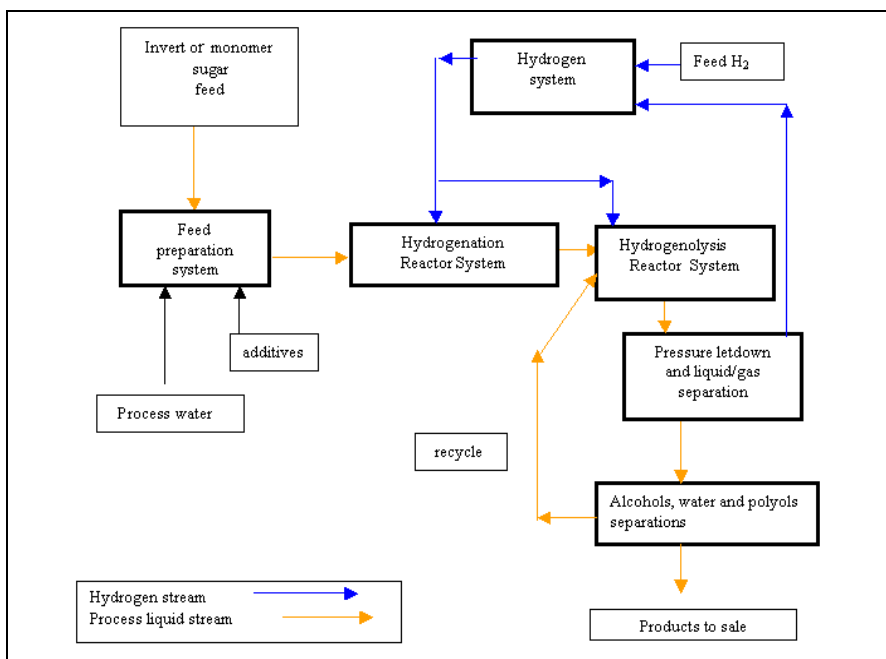 Invert or monomer
sugar
feed
Hydrogen
system
Feed H₂
Feed
preparation
system
Hydrogenation
Reactor System
Hydrogenolysis
Reactor System
additives
Process water
Pressure letdown
and liquid/gas
separation
recycle
Alcohols, water and polyols
separations
Hydrogen stream
Process liquid stream
Products to sale